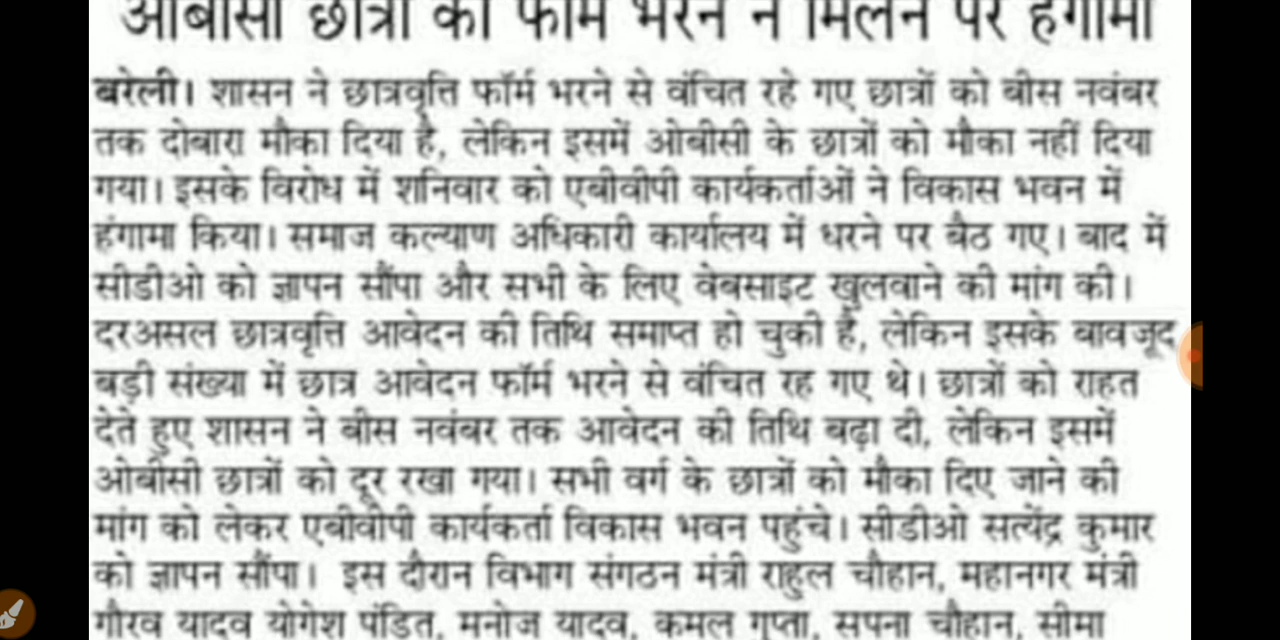 ओबीसी छात्रों को फॉर्म भरने न मिलने पर हंगामा
बरेली। शासन ने छात्रवृत्ति फॉर्म भरने से वंचित रहे गए छात्रों को बीस नवंबर
तक दोबारा मौका दिया है, लेकिन इसमें ओबीसी के छात्रों को मौका नहीं दिया
गया। इसके विरोध में शनिवार को एबीवीपी कार्यकर्ताओं ने विकास भवन में
हंगामा किया। समाज कल्याण अधिकारी कार्यालय में धरने पर बैठ गए। बाद में
सीडीओ को ज्ञापन सौंपा और सभी के लिए वेबसाइट खुलवाने की मांग की।
दरअसल छात्रवृत्ति आवेदन की तिथि समाप्त हो चुकी है, लेकिन इसके बावजूद
बड़ी संख्या में छात्र आवेदन फॉर्म भरने से वंचित रह गए थे। छात्रों को राहत
देते हुए शासन ने बीस नवंबर तक आवेदन की तिथि बढ़ा दी, लेकिन इसमें
ओबीसी छात्रों को दूर रखा गया। सभी वर्ग के छात्रों को मौका दिए जाने की
मांग को लेकर एबीवीपी कार्यकर्ता विकास भवन पहुंचे। सीडीओ सत्येंद्र कुमार
को ज्ञापन सौंपा। इस दौरान विभाग संगठन मंत्री राहुल चौहान, महानगर मंत्री
गौरव यादव योगेश पंडित, मनोज यादव, कमल गुप्ता, सपना चौहान, सीमा